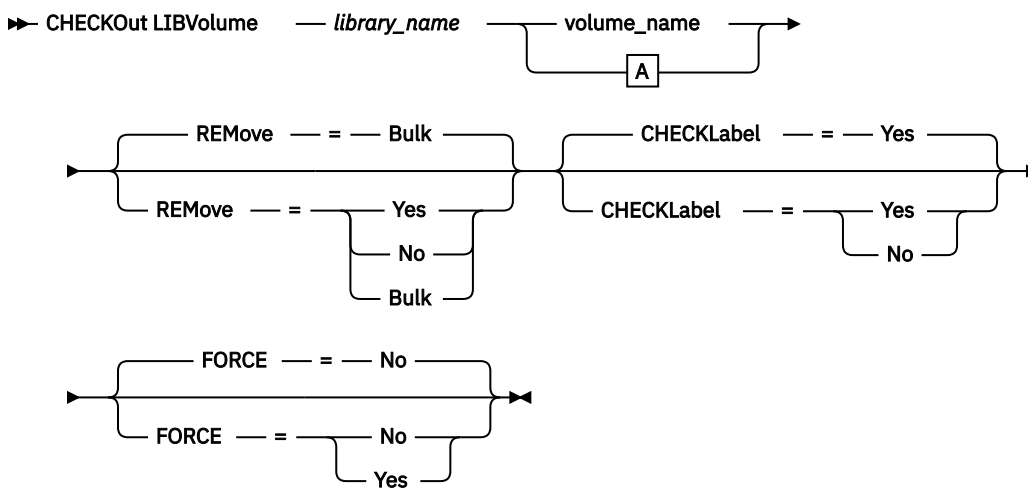 CHECKOut LIBVolume library_name volume_name
A
REMove = Bulk CHECKLabel = Yes
REMove = Yes CHECKLabel = Yes
No No
Bulk
FORCE = No
FORCE = No
Yes